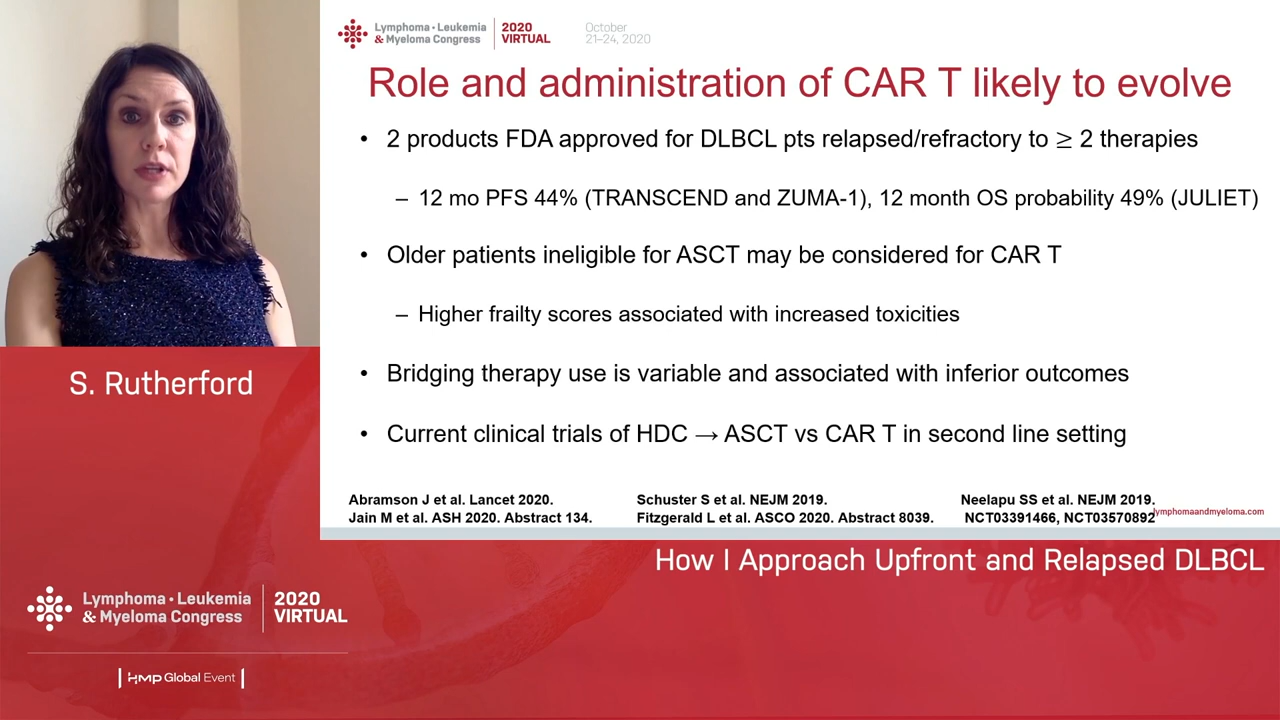 Lymphoma • Leukemia
& Myeloma Congress
2020
VIRTUAL
October
21–24, 2020
Role and administration of CAR T likely to evolve
• 2 products FDA approved for DLBCL pts relapsed/refractory to ≥ 2 therapies
– 12 mo PFS 44% (TRANSCEND and ZUMA-1), 12 month OS probability 49% (JULIET)
• Older patients ineligible for ASCT may be considered for CAR T
– Higher frailty scores associated with increased toxicities
• Bridging therapy use is variable and associated with inferior outcomes
• Current clinical trials of HDC → ASCT vs CAR T in second line setting
Abramson J et al. Lancet 2020.
Jain M et al. ASH 2020. Abstract 134.
Schuster S et al. NEJM 2019.
Fitzgerald L et al. ASCO 2020. Abstract 8039.
Neelapu SS et al. NEJM 2019.
NCT03391466, NCT03570892
lymphomaandmyeloma.com
S. Rutherford
How I Approach Upfront and Relapsed DLBCL
Lymphoma • Leukemia
& Myeloma Congress
2020
VIRTUAL
HMP Global Event